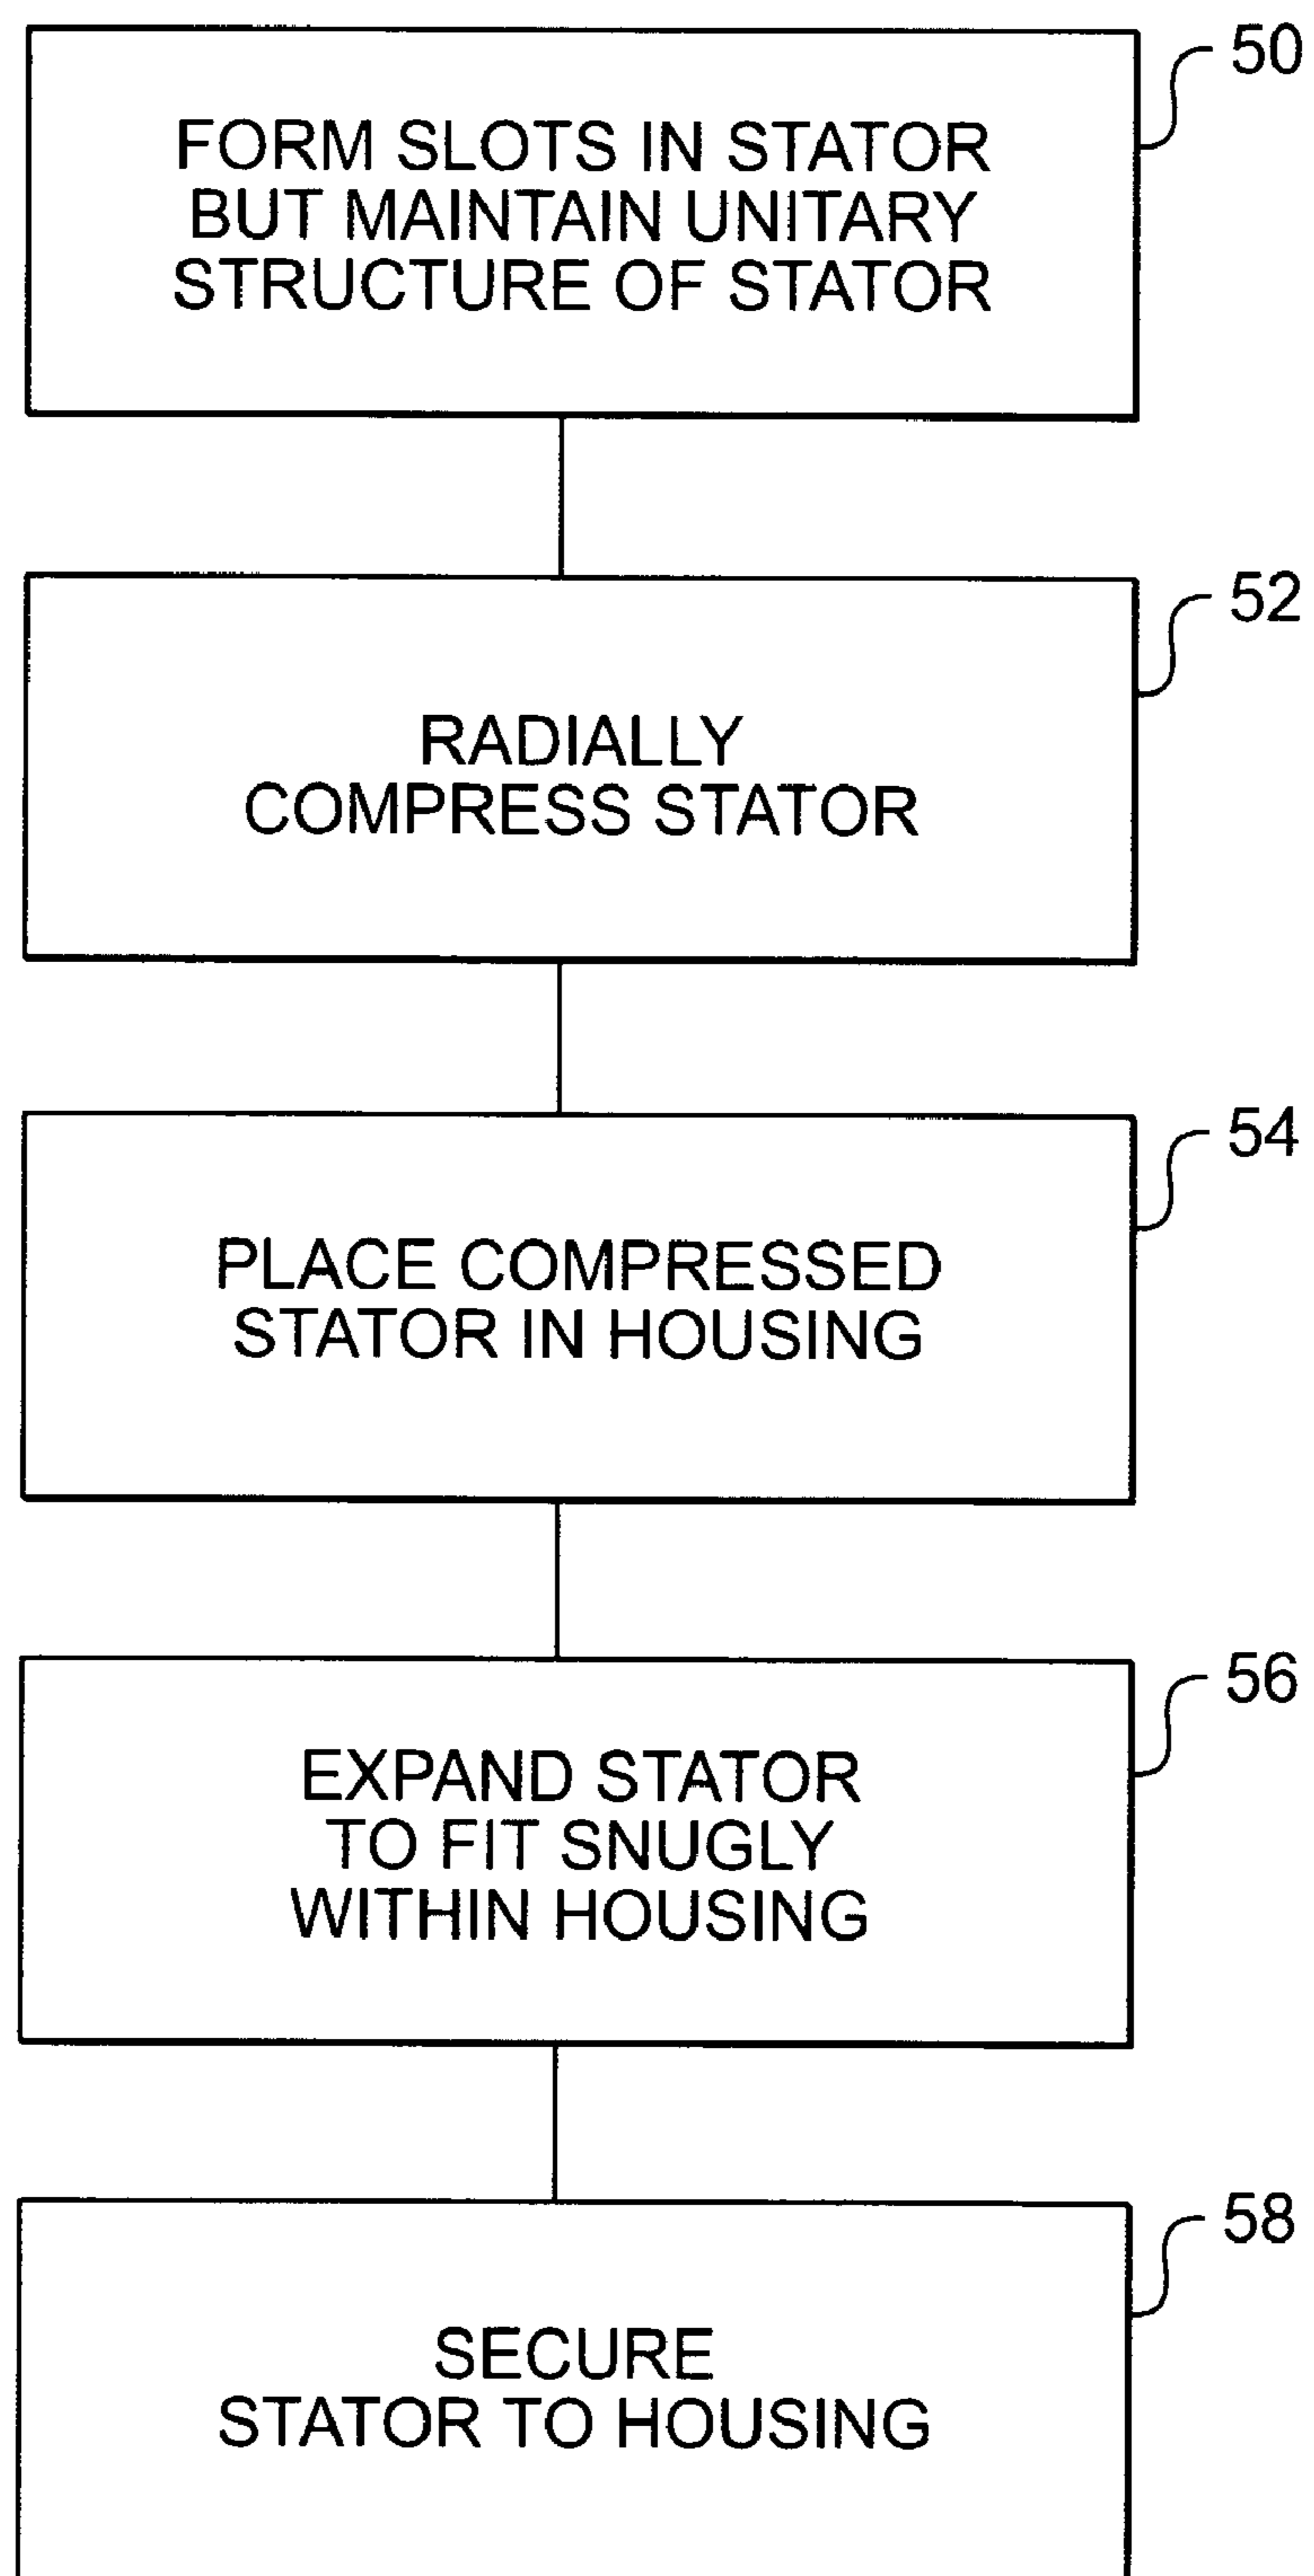 50
FORM SLOTS IN STATOR
BUT MAINTAIN UNITARY
STRUCTURE OF STATOR
52
RADIALLY
COMPRESS STATOR
54
PLACE COMPRESSED
STATOR IN HOUSING
56
EXPAND STATOR
TO FIT SNUGLY
WITHIN HOUSING
58
SECURE
STATOR TO HOUSING